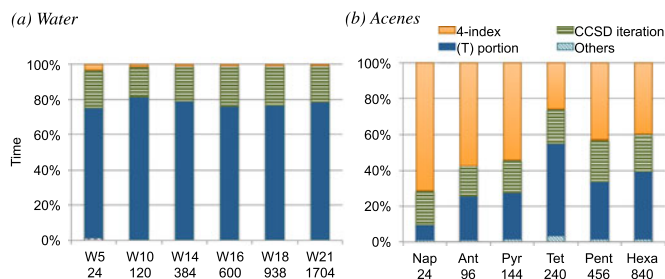 (a) Water
(b) Acenes
4-index
CCSD iteration
(T) portion
Others
Time
100%
80%
60%
40%
20%
0%
W5 W10 W14 W16 W18 W21
24 120 384 600 938 1704
100%
80%
60%
40%
20%
0%
Nap Ant Pyr Tet Pent Hexa
24 96 144 240 456 840